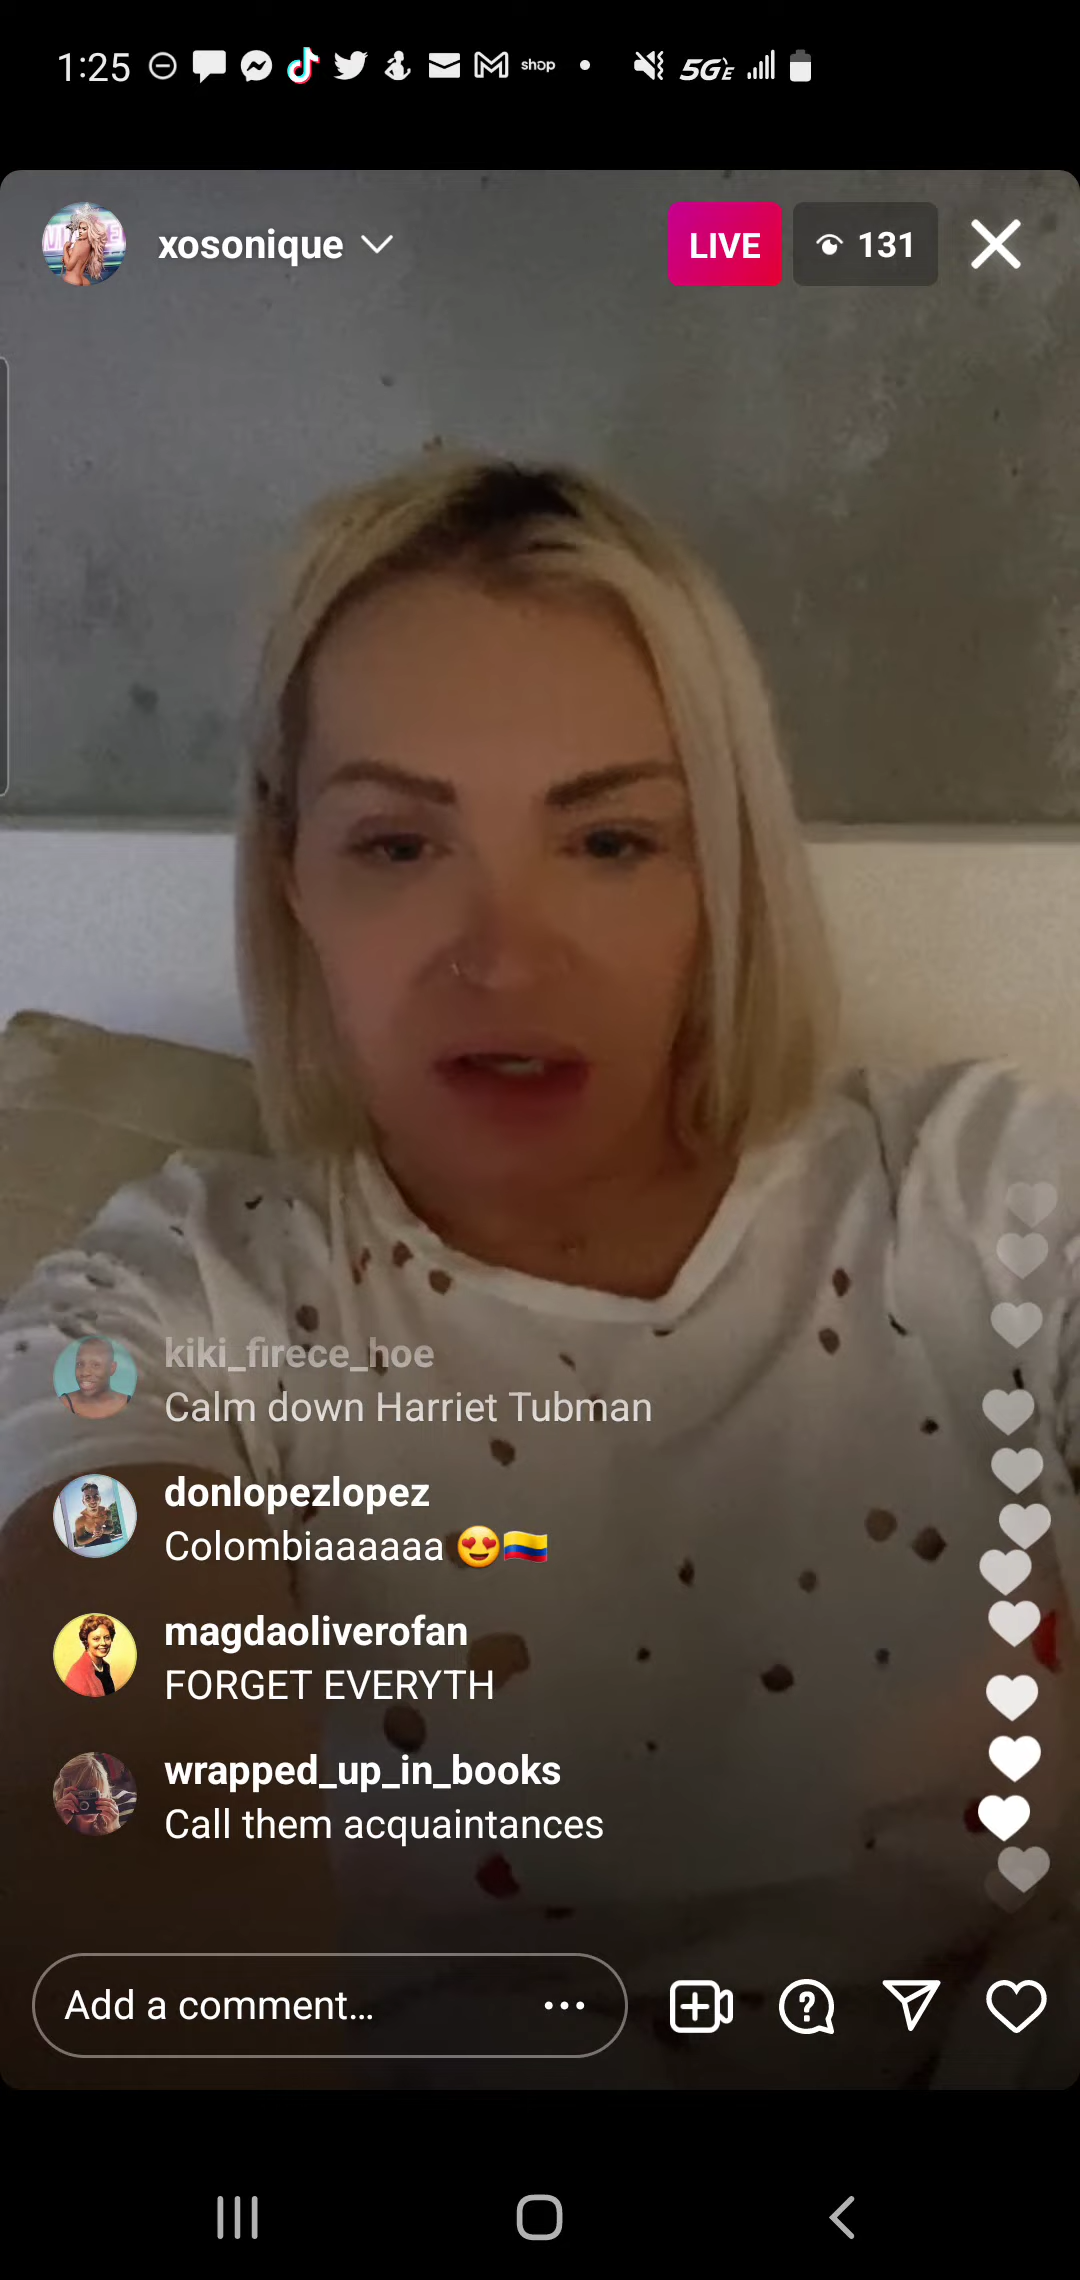 1:25 shop 5GE
xosonique LIVE 131
kiki_firece_hoe
Calm down Harriet Tubman
donlopezlopez
Colombiaaaaaa 😍🇨🇴
magdaoliverofan
FORGET EVERYTH
wrapped_up_in_books
Call them acquaintances
Add a comment...